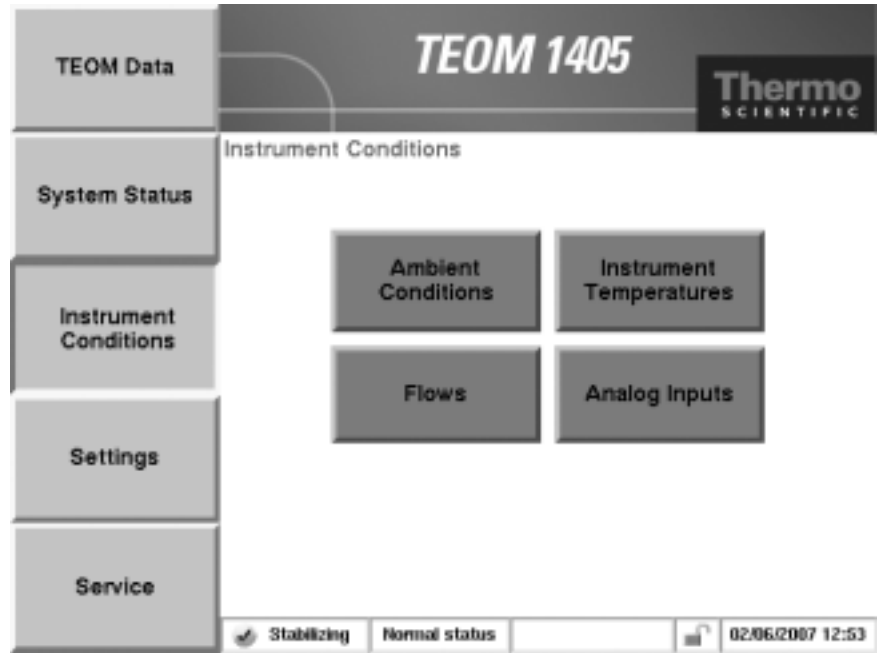 TEOM Data
System Status
Instrument
Conditions
Settings
Service
TEOM 1405
Thermo
SCIENTIFIC
Instrument Conditions
Ambient
Conditions
Instrument
Temperatures
Flows
Analog Inputs
Stabilizing
Normal status
02/06/2007 12:53